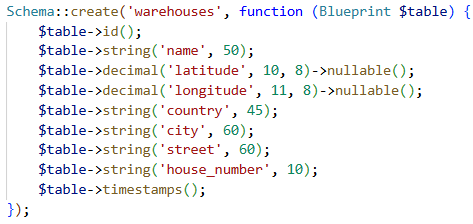 Schema::create('warehouses', function (Blueprint $table) {
    $table->id();
    $table->string('name', 50);
    $table->decimal('latitude', 10, 8)->nullable();
    $table->decimal('longitude', 11, 8)->nullable();
    $table->string('country', 45);
    $table->string('city', 60);
    $table->string('street', 60);
    $table->string('house_number', 10);
    $table->timestamps();
});